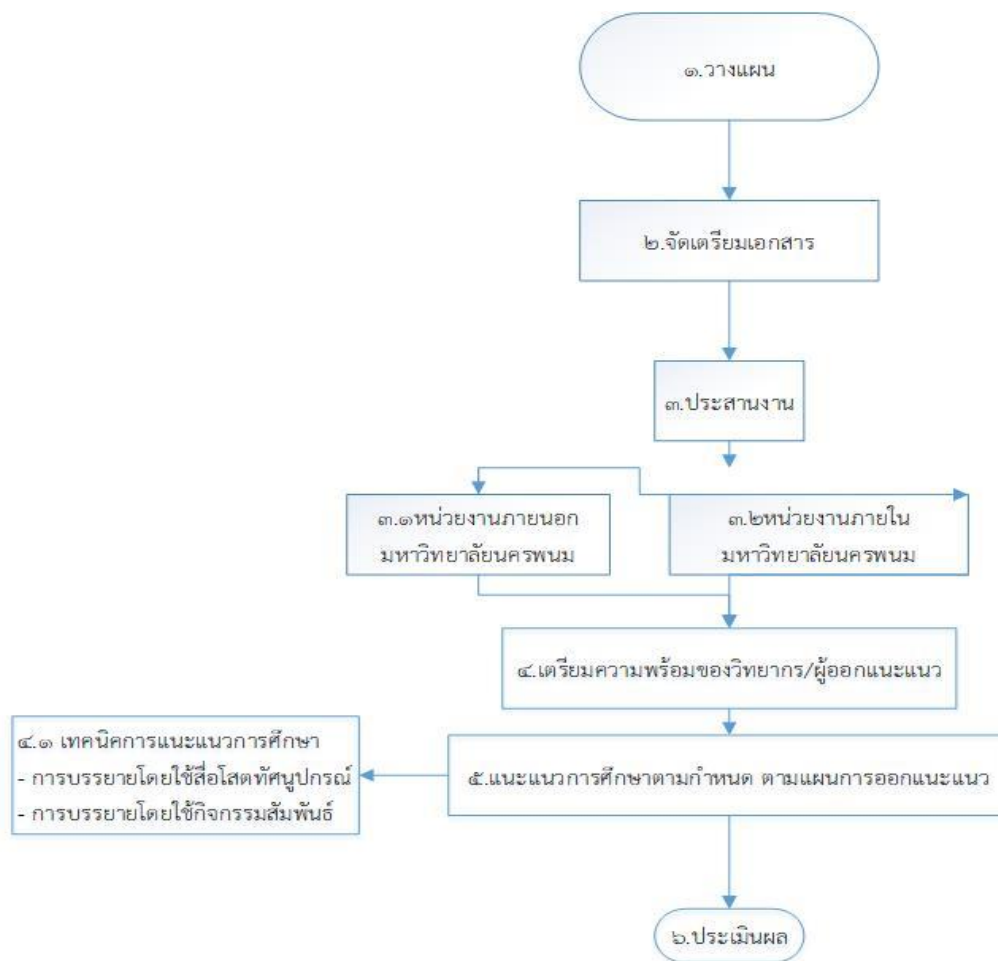 ๑.วางแผน
๒.จัดเตรียมเอกสาร
๓.ประสานงาน
๓.๑หน่วยงานภายนอก
มหาวิทยาลัยนครพนม
๓.๒หน่วยงานภายใน
มหาวิทยาลัยนครพนม
๔.เตรียมความพร้อมของวิทยากร/ผู้ออกแนะแนว
๔.๑ เทคนิคการแนะแนวการศึกษา
- การบรรยายโดยใช้สื่อโสตทัศนูปกรณ์
- การบรรยายโดยใช้กิจกรรมสัมพันธ์
๕.แนะแนวการศึกษาตามกำหนด ตามแผนการออกแนะแนว
๖.ประเมินผล